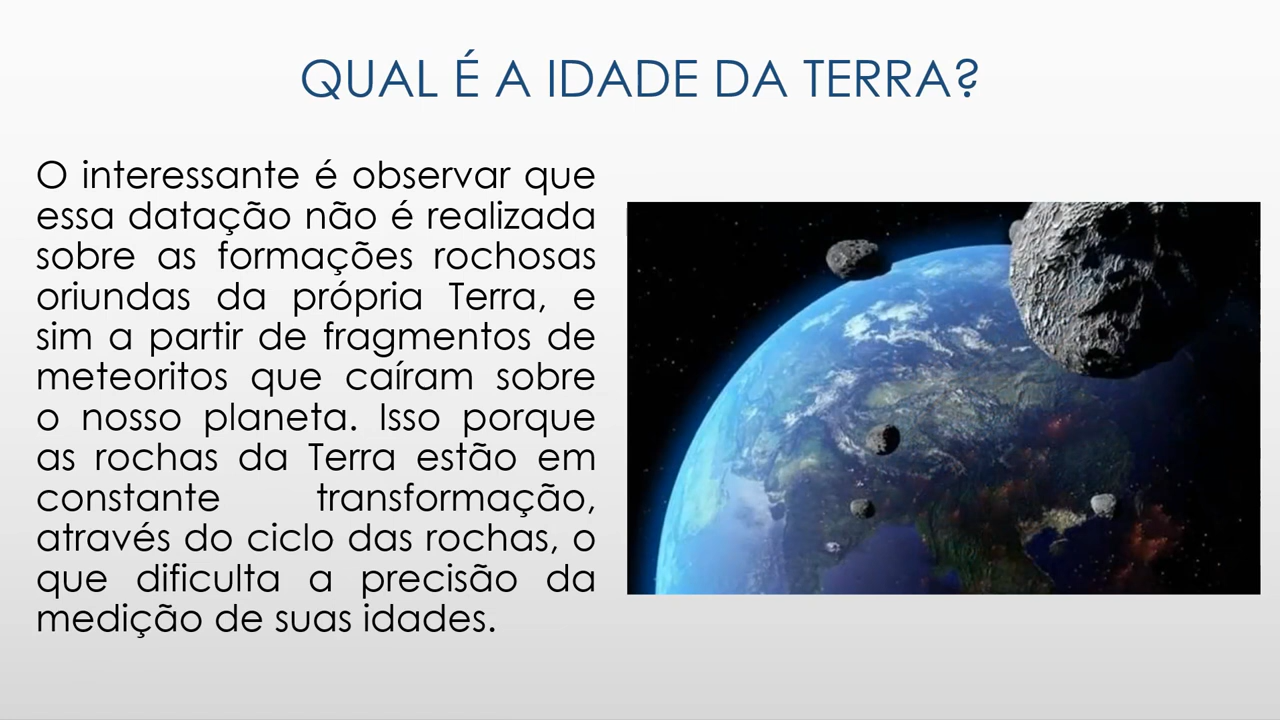 QUAL É A IDADE DA TERRA?
O interessante é observar que
essa datação não é realizada
sobre as formações rochosas
oriundas da própria Terra, e
sim a partir de fragmentos de
meteoritos que caíram sobre
o nosso planeta. Isso porque
as rochas da Terra estão em
constante transformação,
através do ciclo das rochas, o
que dificulta a precisão da
medição de suas idades.